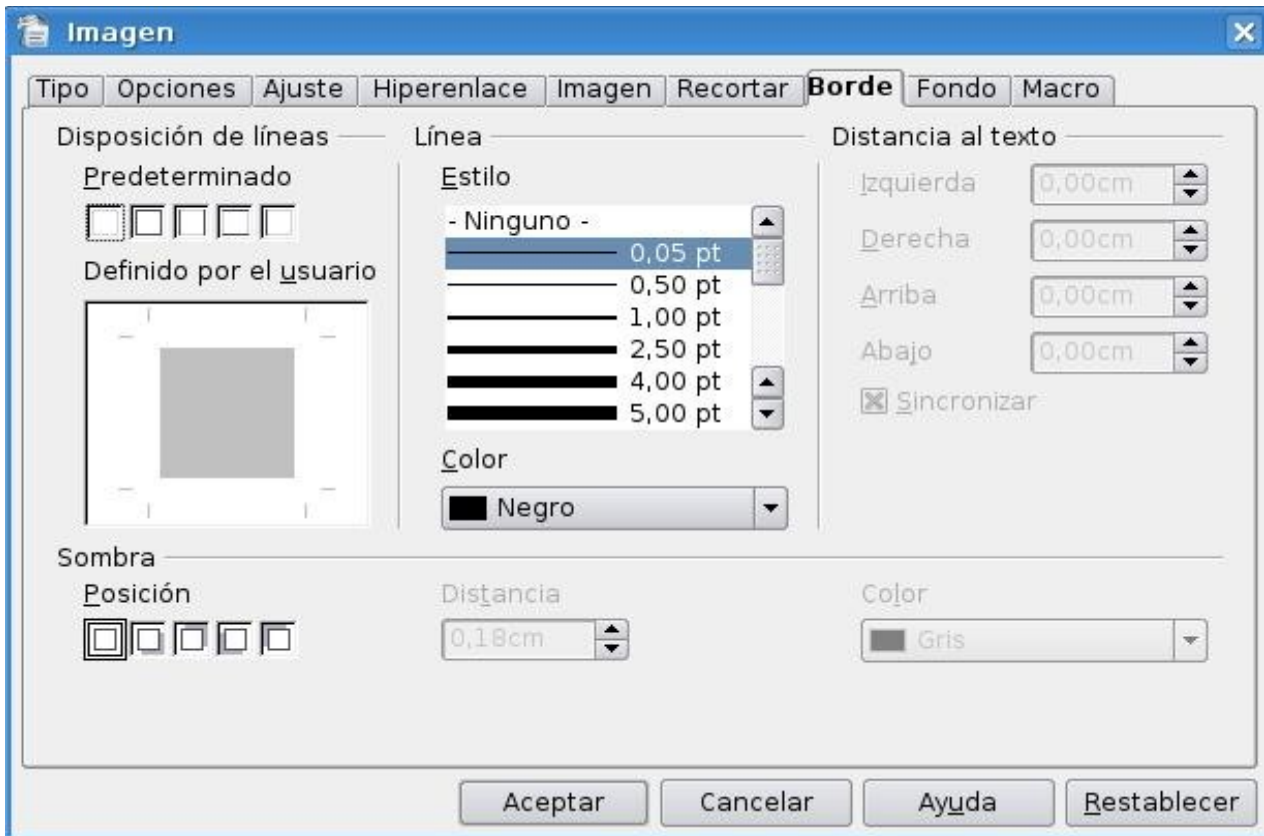 Imagen
Tipo Opciones Ajuste Hiperenlace Imagen Recortar Borde Fondo Macro
Disposición de líneas
Predeterminado
Definido por el usuario
Línea
Estilo
- Ninguno -
0,05 pt
0,50 pt
1,00 pt
2,50 pt
4,00 pt
5,00 pt
Color
Negro
Distancia al texto
Izquierda 0,00cm
Derecha 0,00cm
Arriba 0,00cm
Abajo 0,00cm
Sincronizar
Sombra
Posición
Distancia
0,18cm
Color
Gris
Aceptar Cancelar Ayuda Restablecer